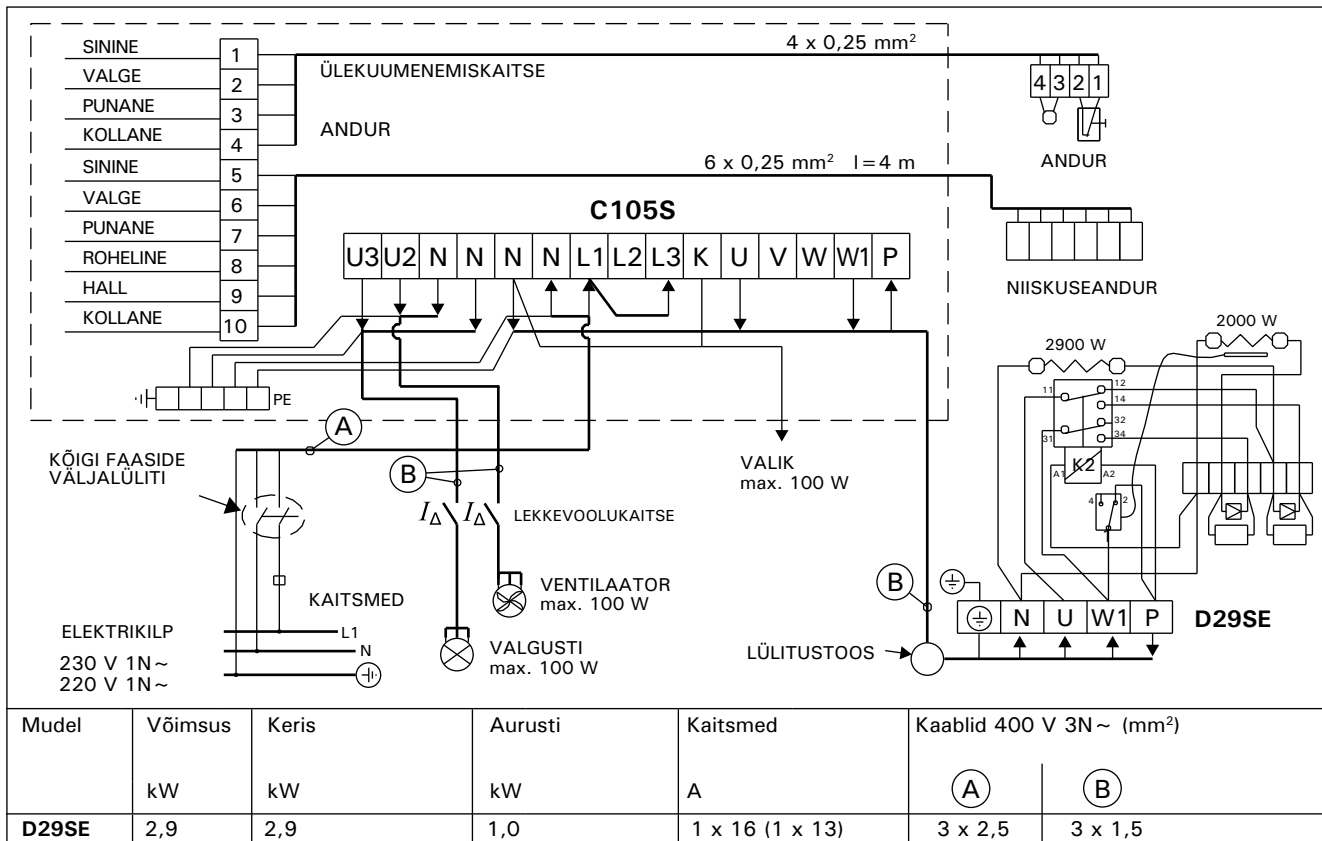 SININE 1
VALGE 2
PUNANE 3
KOLLANE 4
SININE 5
VALGE 6
PUNANE 7
ROHELINE 8
HALL 9
KOLLANE 10
ÜLEKUUMENEMISKAITSE
ANDUR
4 x 0,25 mm²
4 3 2 1
ANDUR
6 x 0,25 mm² l=4 m
NIISKUSEANDUR
C105S
U3 U2 N N N N L1 L2 L3 K U V W W1 P
PE
A
KÕIGI FAASIDE
VÄLJALÜLITI
B
I∆ I∆ LEKKEVOOLUKAITSE
VALIK
max. 100 W
KAITSMED
VENTILAATOR
max. 100 W
VALGUSTI
max. 100 W
ELEKTRIKILP
L1
N
230 V 1N~
220 V 1N~
B
LÜLITUSTOOS
2000 W
2900 W
11 12
14
32
31 34
A1 K2 A2
4 2
N U W1 P
D29SE
Mudel Võimsus Keris Aurusti Kaitsmed Kaablid 400 V 3N~ (mm²)
kW kW kW A A B
D29SE 2,9 2,9 1,0 1 x 16 (1 x 13) 3 x 2,5 3 x 1,5